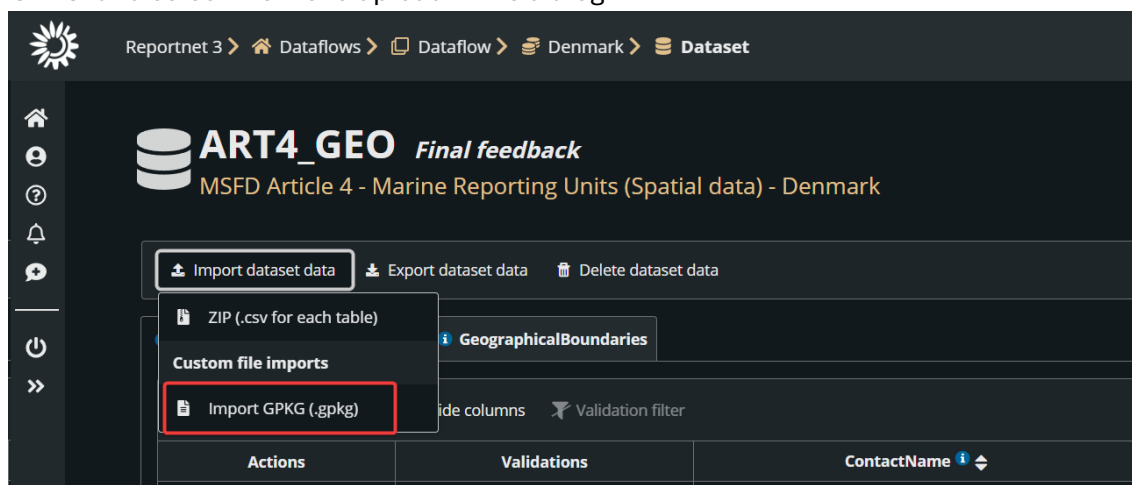 Reportnet 3 Dataflows Dataflow Denmark Dataset
ART4_GEO Final feedback
MSFD Article 4 - Marine Reporting Units (Spatial data) - Denmark
Import dataset data Export dataset data Delete dataset data
ZIP (.csv for each table)
GeographicalBoundaries
Custom file imports
Import GPKG (.gpkg)
ide columns Validation filter
Actions Validations ContactName